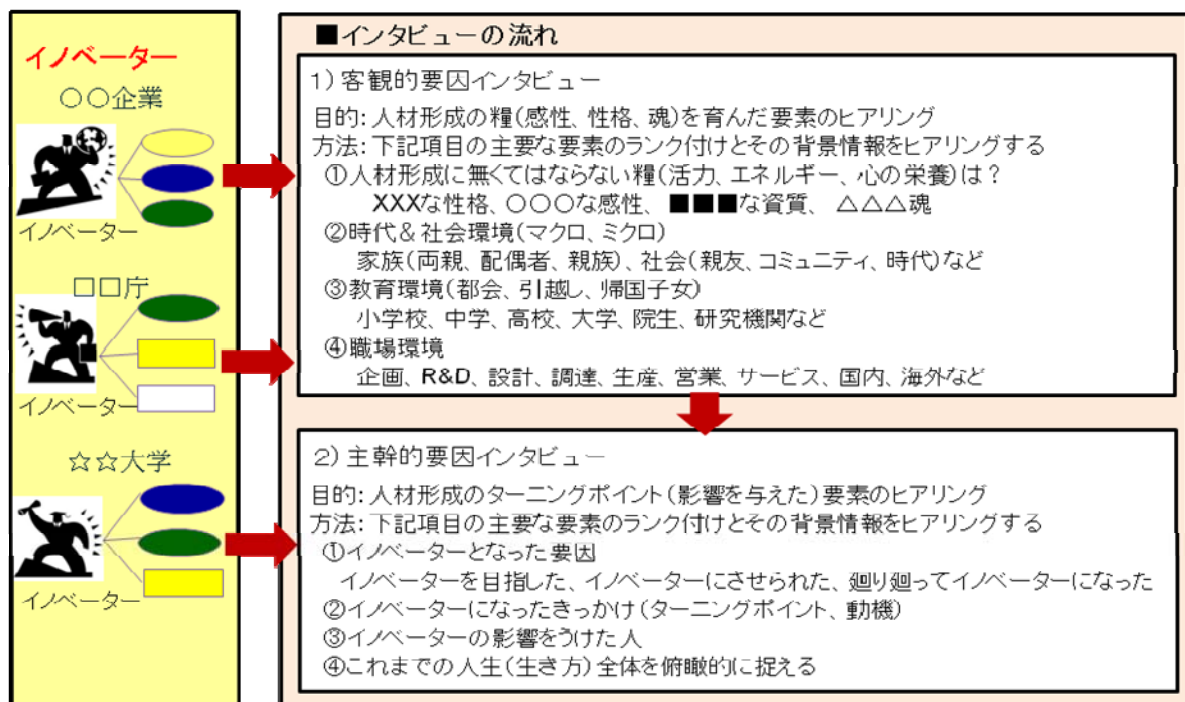 イノベーター
○○企業
イノベーター
□□庁
イノベーター
☆☆大学
イノベーター
■インタビューの流れ
1) 客観的要因インタビュー
目的: 人材形成の糧(感性、性格、魂)を育んだ要素のヒアリング
方法: 下記項目の主要な要素のランク付けとその背景情報をヒアリングする
①人材形成に無くてはならない糧(活力、エネルギー、心の栄養)は?
XXXな性格、○○○な感性、■■■な資質、△△△魂
②時代&社会環境(マクロ、ミクロ)
家族(両親、配偶者、親族)、社会(親友、コミュニティ、時代)など
③教育環境(都会、引越し、帰国子女)
小学校、中学、高校、大学、院生、研究機関など
④職場環境
企画、R&D、設計、調達、生産、営業、サービス、国内、海外など
2) 主幹的要因インタビュー
目的: 人材形成のターニングポイント(影響を与えた)要素のヒアリング
方法: 下記項目の主要な要素のランク付けとその背景情報をヒアリングする
①イノベーターとなった要因
イノベーターを目指した、イノベーターにさせられた、廻り廻ってイノベーターになった
②イノベーターになったきっかけ(ターニングポイント、動機)
③イノベーターの影響をうけた人
④これまでの人生(生き方)全体を俯瞰的に捉える